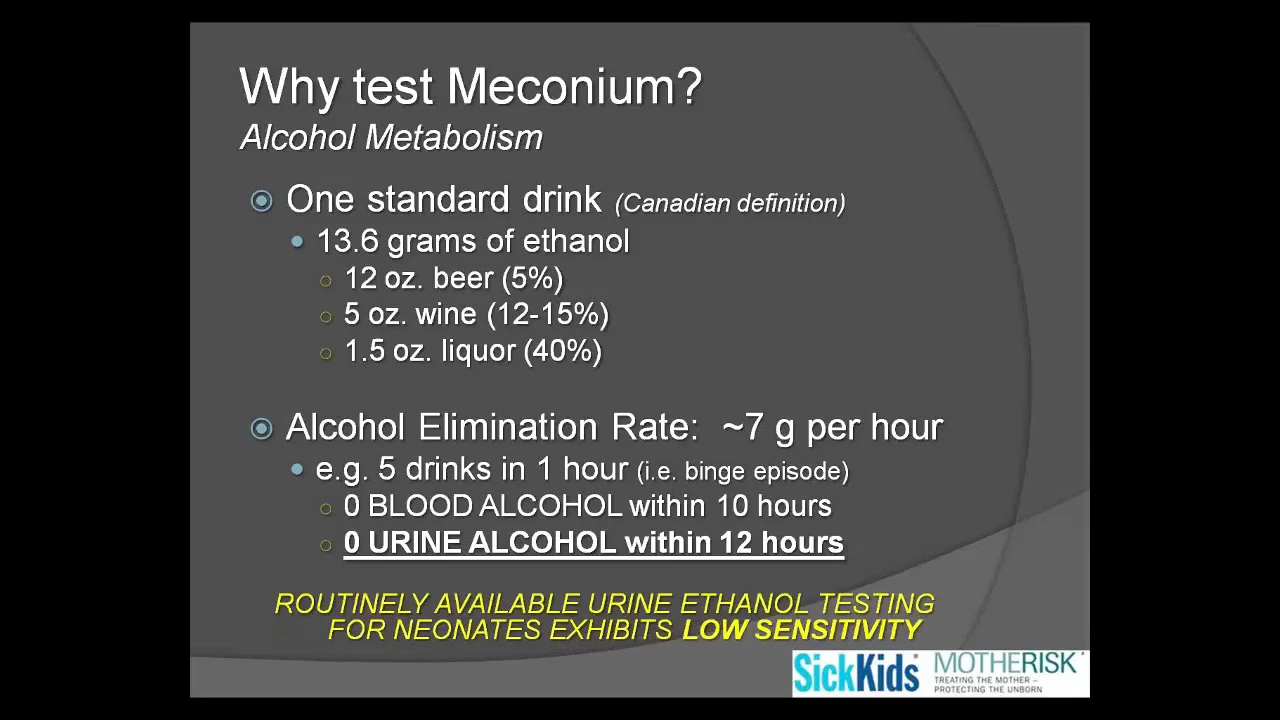 Why test Meconium?
Alcohol Metabolism
One standard drink (Canadian definition)
13.6 grams of ethanol
12 oz. beer (5%)
5 oz. wine (12-15%)
1.5 oz. liquor (40%)
Alcohol Elimination Rate: ~7 g per hour
e.g. 5 drinks in 1 hour (i.e. binge episode)
0 BLOOD ALCOHOL within 10 hours
0 URINE ALCOHOL within 12 hours
ROUTINELY AVAILABLE URINE ETHANOL TESTING
FOR NEONATES EXHIBITS LOW SENSITIVITY
SickKids
MOTHERISK
TREATING THE MOTHER –
PROTECTING THE UNBORN